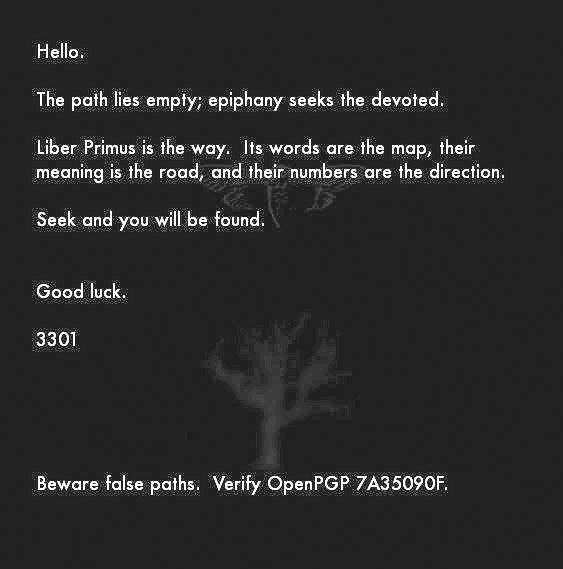 Hello.
The path lies empty; epiphany seeks the devoted.
Liber Primus is the way.  Its words are the map, their
meaning is the road, and their numbers are the direction.
Seek and you will be found.
Good luck.
3301
Beware false paths.  Verify OpenPGP 7A35090F.